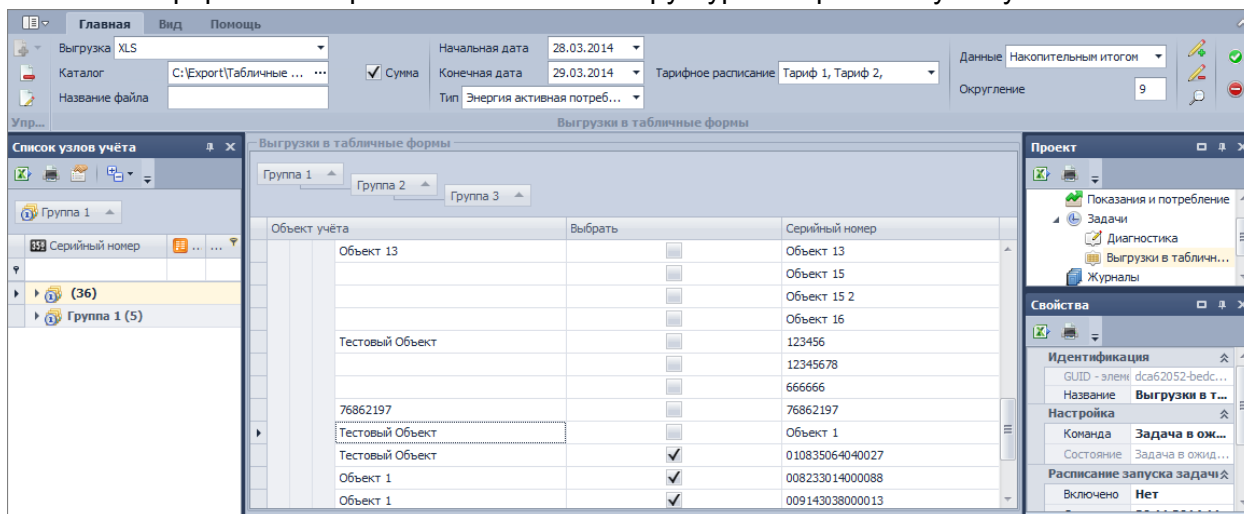 Главная Вид Помощь
Выгрузка XLS Начальная дата 28.03.2014
Данные Накопительным итогом
Каталог C:\Export\Табличные ... ... Сумма Конечная дата 29.03.2014 Тарифное расписание Тариф 1, Тариф 2,
Округление 9
Название файла Тип Энергия активная потреб...
Упр... Выгрузки в табличные формы
Список узлов учёта
Группа 1
Серийный номер .. ...
(36)
Группа 1 (5)
Выгрузки в табличные формы
Группа 1
Группа 2
Группа 3
Объект учёта Выбрать Серийный номер
Объект 13 Объект 13
Объект 15
Объект 15 2
Объект 16
Тестовый Объект 123456
12345678
666666
76862197 76862197
Тестовый Объект Объект 1
Тестовый Объект 010835064040027
Объект 1 008233014000088
Объект 1 009143038000013
Проект
Показания и потребление
Задачи
Диагностика
Выгрузки в табличн...
Журналы
Свойства
Идентификация
GUID - элеме dca62052-bedc...
Название Выгрузки в т...
Настройка
Команда Задача в ож...
Состояние Задача в ожид...
Расписание запуска задачи
Включено Нет